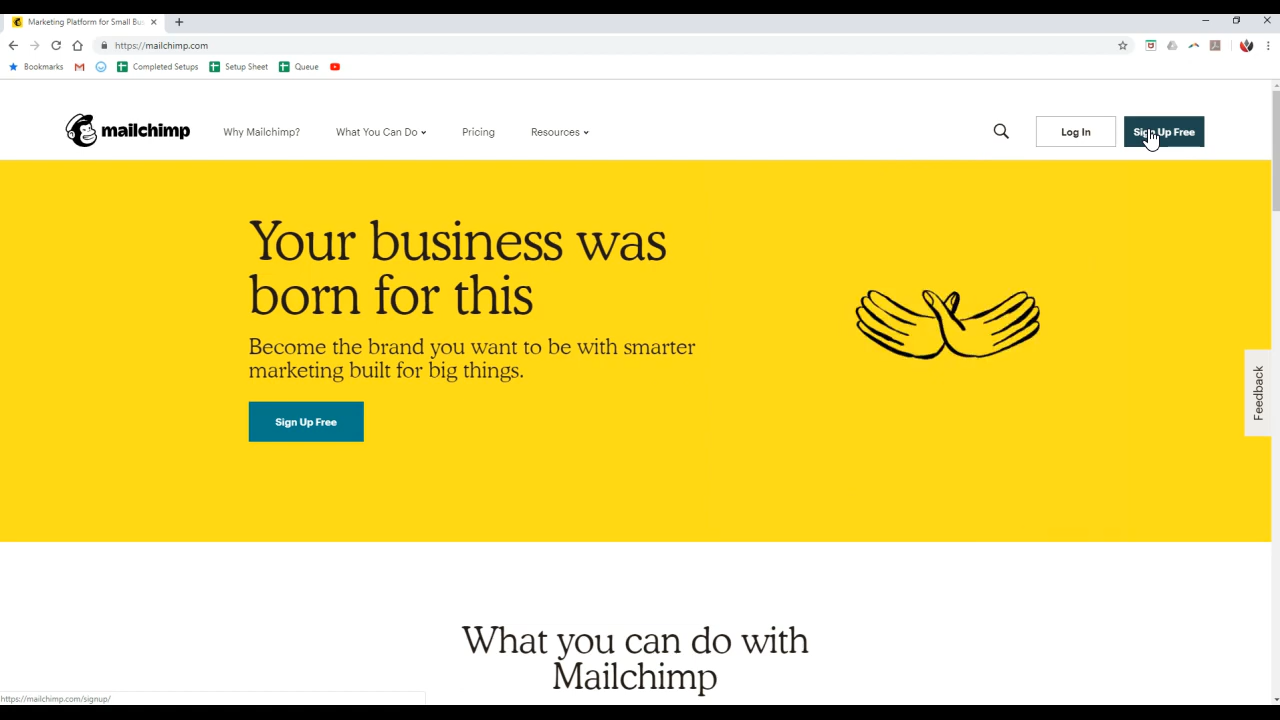 Marketing Platform for Small Bus
https://mailchimp.com
Bookmarks
Completed Setups
Setup Sheet
Queue
mailchimp
Why Mailchimp?
What You Can Do
Pricing
Resources
Log In
Sign Up Free
Your business was
born for this
Become the brand you want to be with smarter
marketing built for big things.
Sign Up Free
Feedback
What you can do with
Mailchimp
https://mailchimp.com/signup/